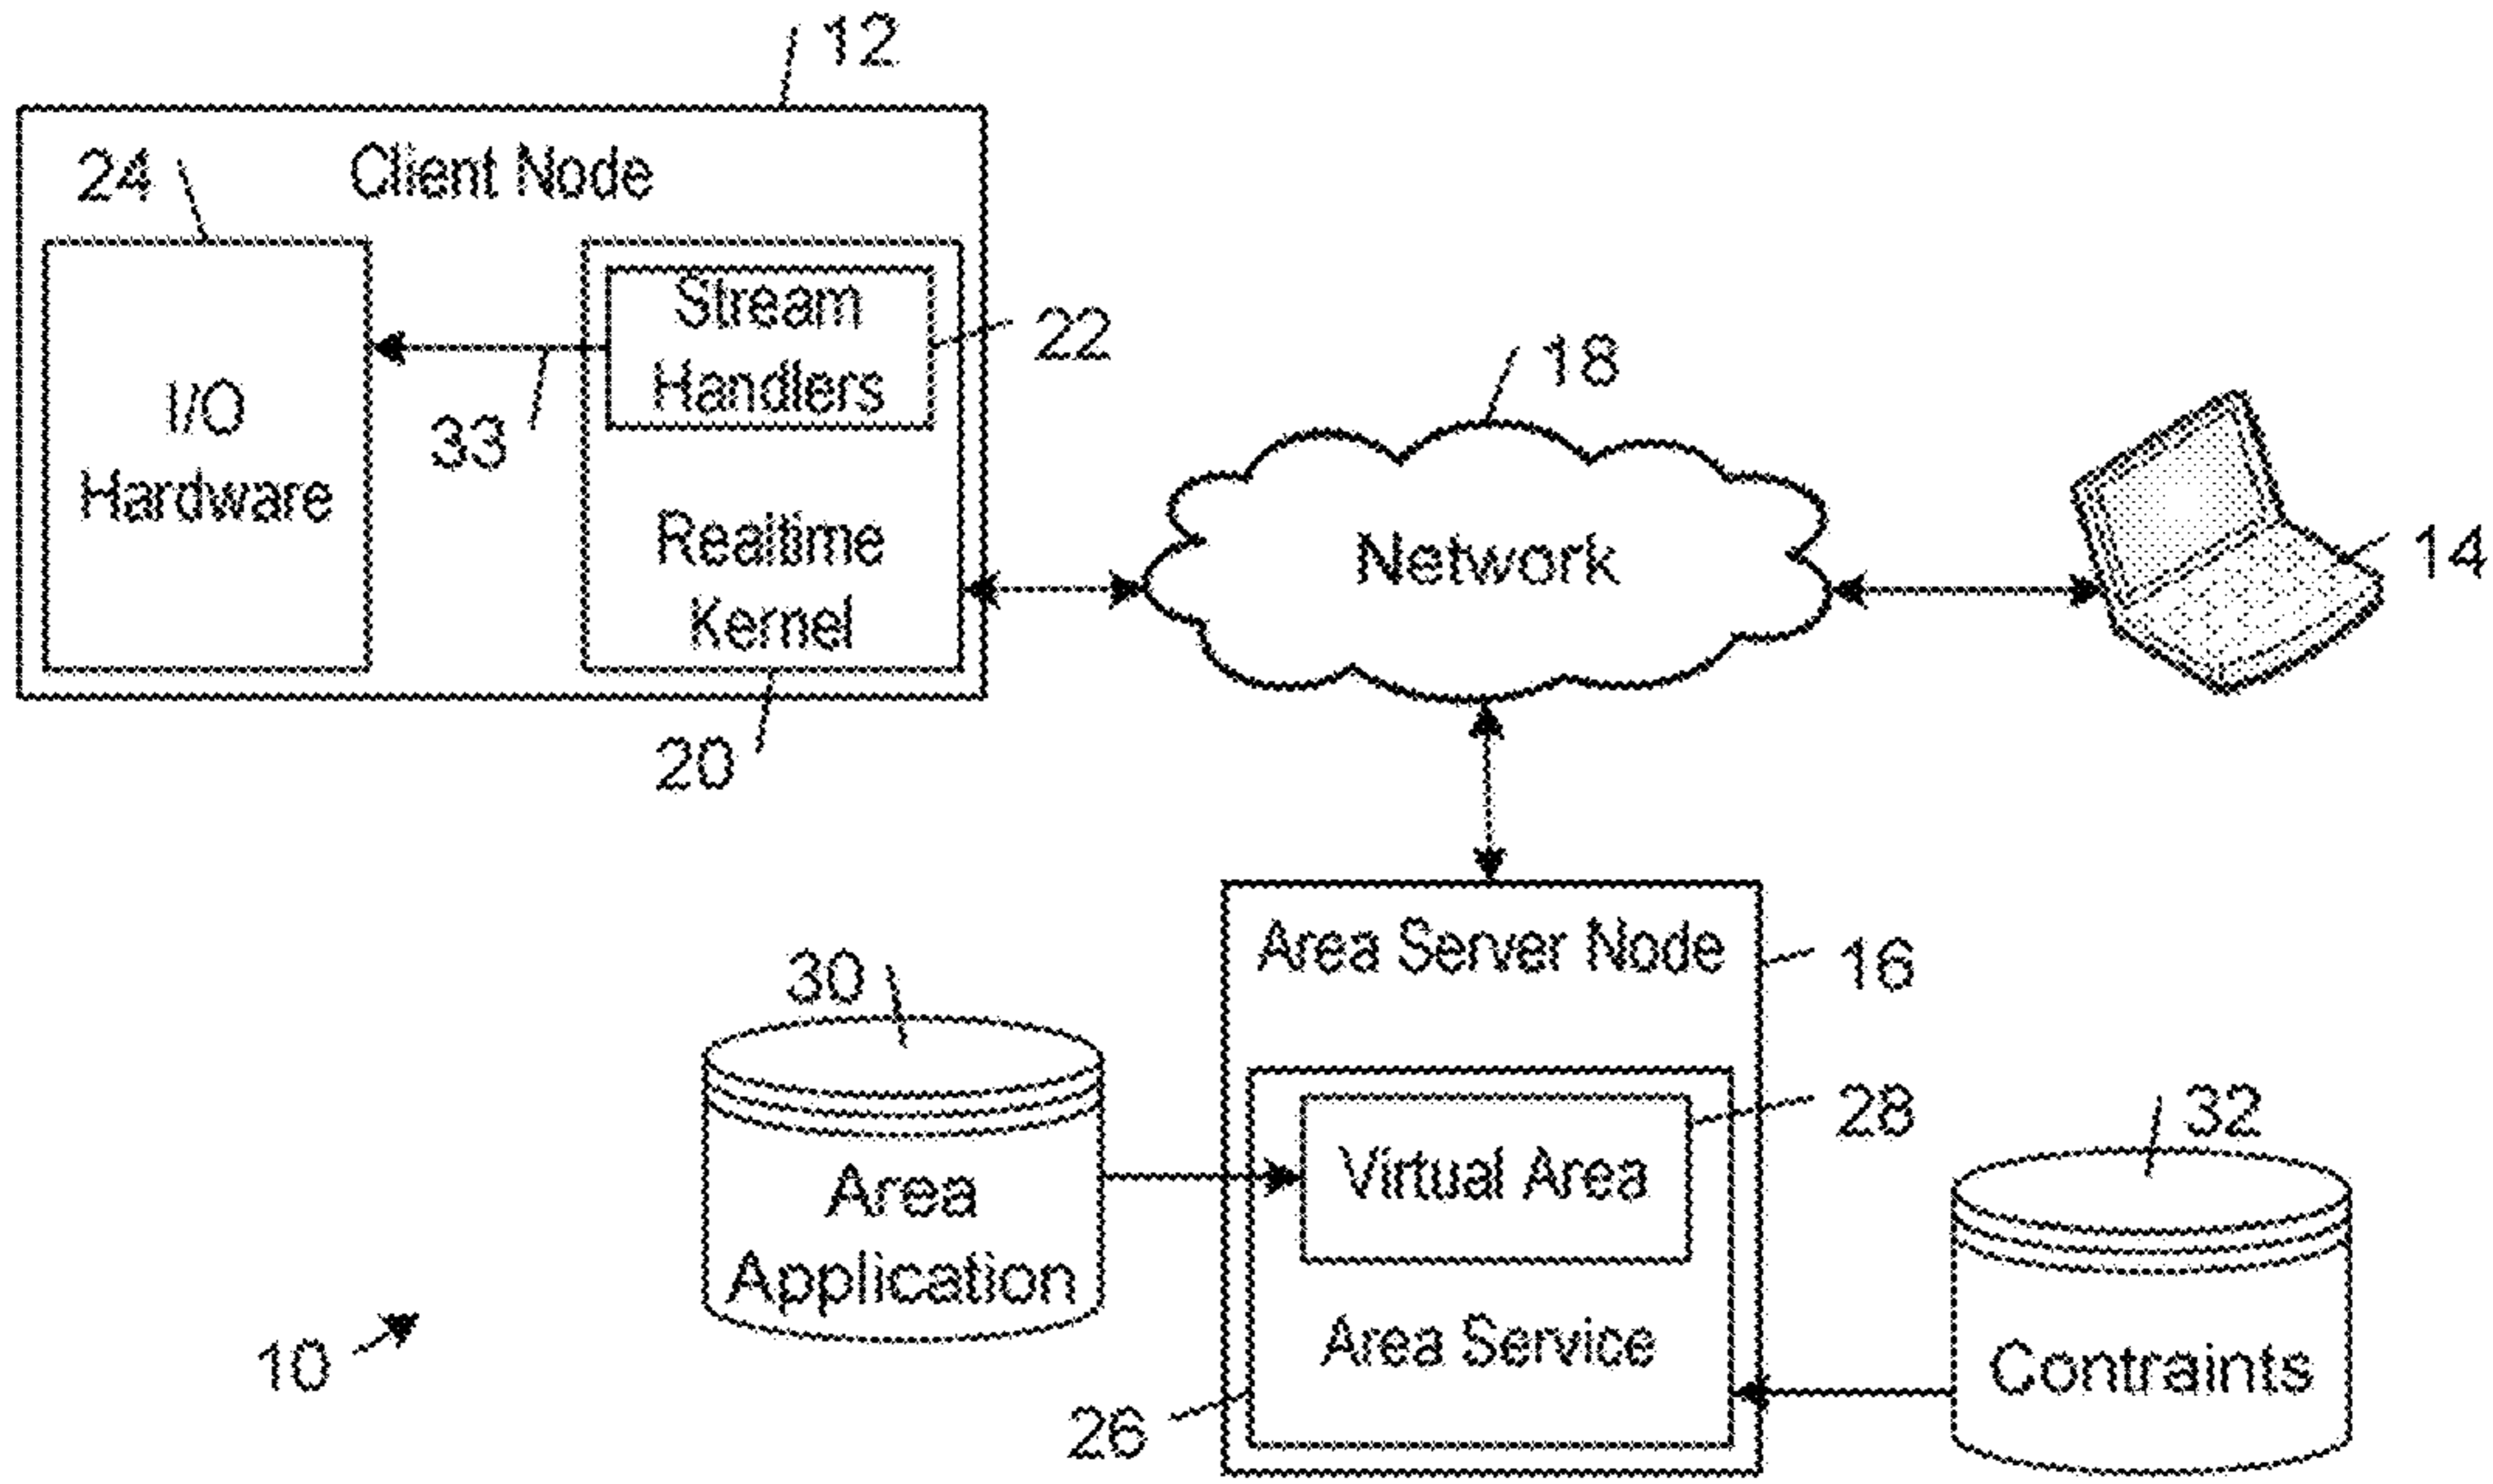 12
24
Client Node
Stream
Handlers
22
I/O
Hardware
33
Realtime
Kernel
20
18
Network
14
Area Server Node
16
30
Area
Application
28
Virtual Area
Area Service
26
32
Contraints
10